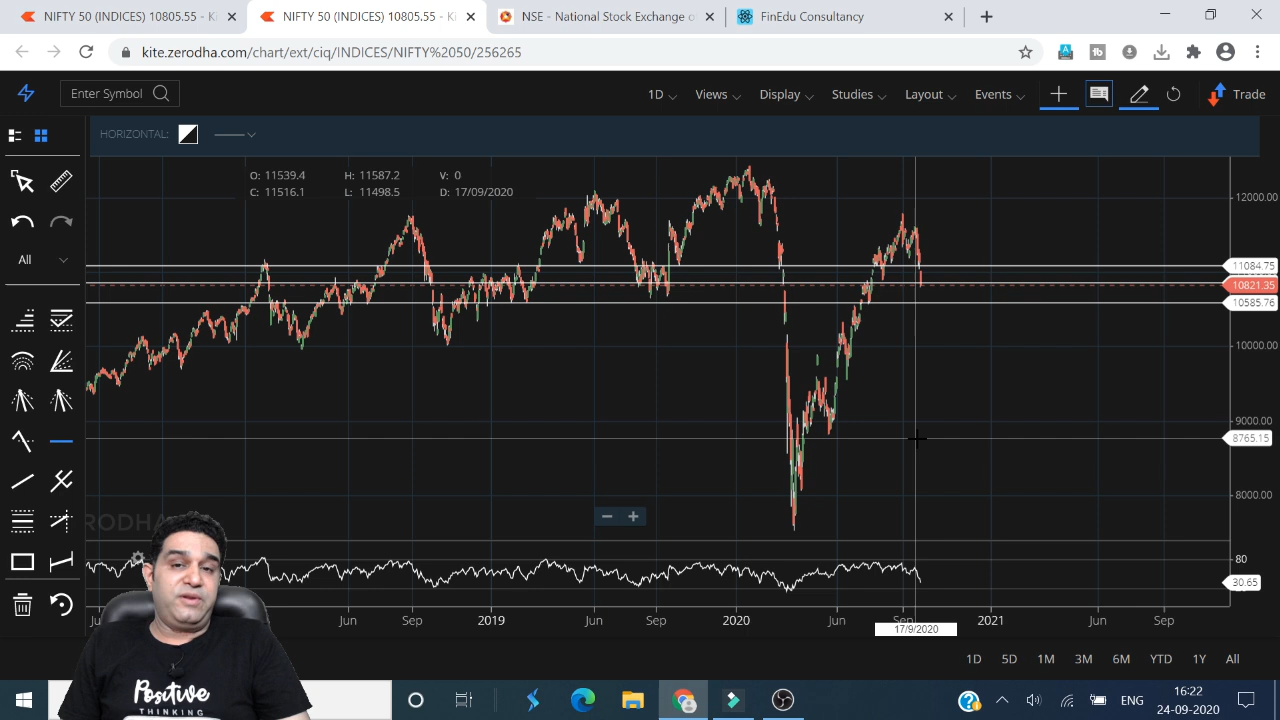 NIFTY 50 (INDICES) 10805.55 - Ki
NIFTY 50 (INDICES) 10805.55 - Ki
NSE - National Stock Exchange o
FinEdu Consultancy
kite.zerodha.com/chart/ext/ciq/INDICES/NIFTY%2050/256265
Enter Symbol
1D
Views
Display
Studies
Layout
Events
Trade
HORIZONTAL:
O: 11539.4 H: 11587.2 V: 0
C: 11516.1 L: 11498.5 D: 17/09/2020
All
12000.00
11084.75
10821.35
10585.76
10000.00
9000.00
8765.15
8000.00
80
30.65
Jun Sep 2019 Jun Sep 2020 Jun Sep 2021 Jun Sep
17/9/2020
1D 5D 1M 3M 6M YTD 1Y All
Positive
THINKING
ENG
16:22
24-09-2020